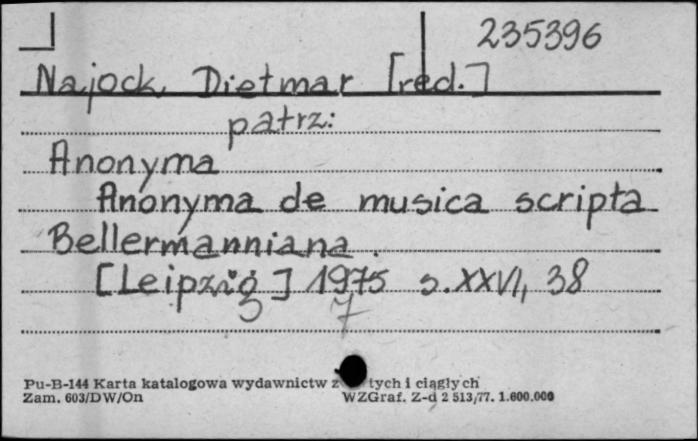 235396
Najock, Dietmar [red.]
patrz:
Anonyma
Anonyma de musica scripta
Bellermanniana.
[Leipzig] 1975 s. XXVI, 38
7
Pu-B-144 Karta katalogowa wydawnictw z tych i ciągłych
Zam. 603/DW/On WZGraf. Z-d 2 513/77. 1.600.000